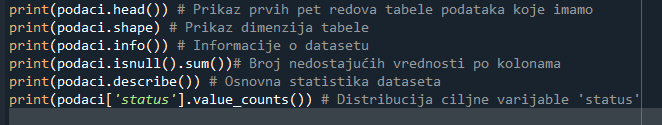 print(podaci.head()) # Prikaz prvih pet redova tabele podataka koje imamo
print(podaci.shape) # Prikaz dimenzija tabele
print(podaci.info()) # Informacije o datasetu
print(podaci.isnull().sum())# Broj nedostajućih vrednosti po kolonama
print(podaci.describe()) # Osnovna statistika dataseta
print(podaci['status'].value_counts()) # Distribucija ciljne varijable 'status'